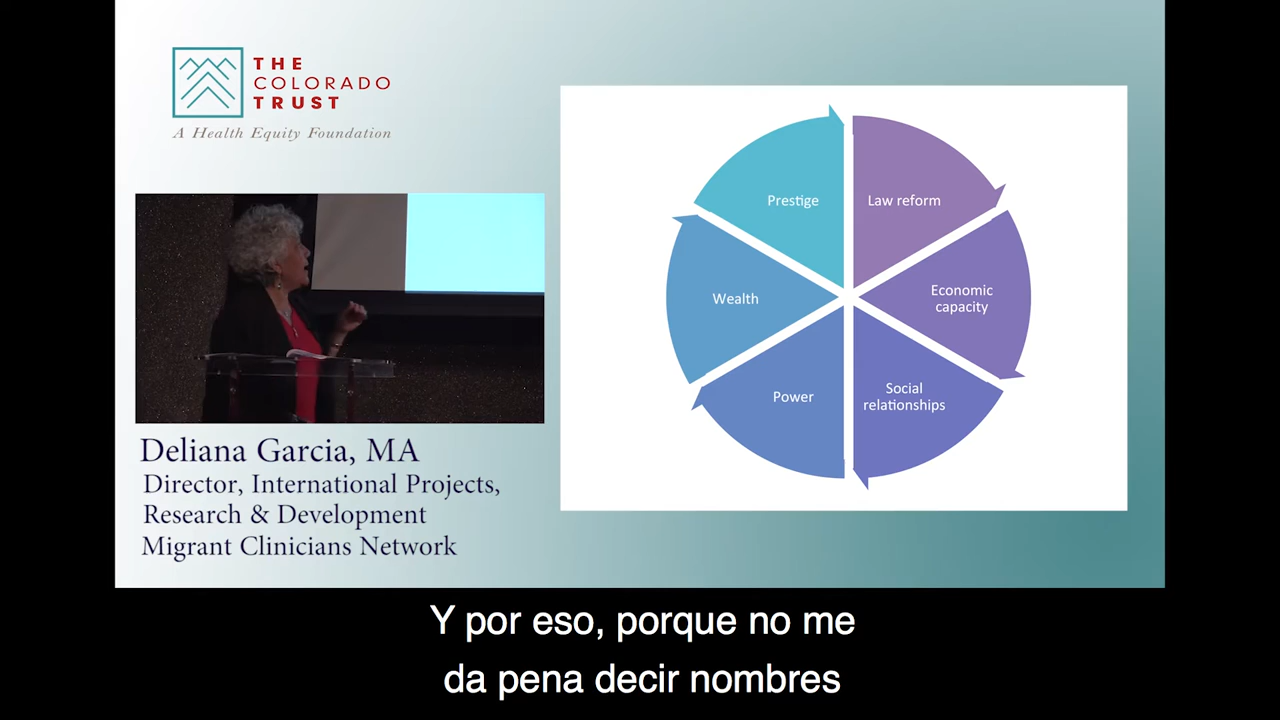 THE
COLORADO
TRUST
A Health Equity Foundation
Prestige
Law reform
Wealth
Economic
capacity
Power
Social
relationships
Deliana Garcia, MA
Director, International Projects,
Research & Development
Migrant Clinicians Network
Y por eso, porque no me
da pena decir nombres